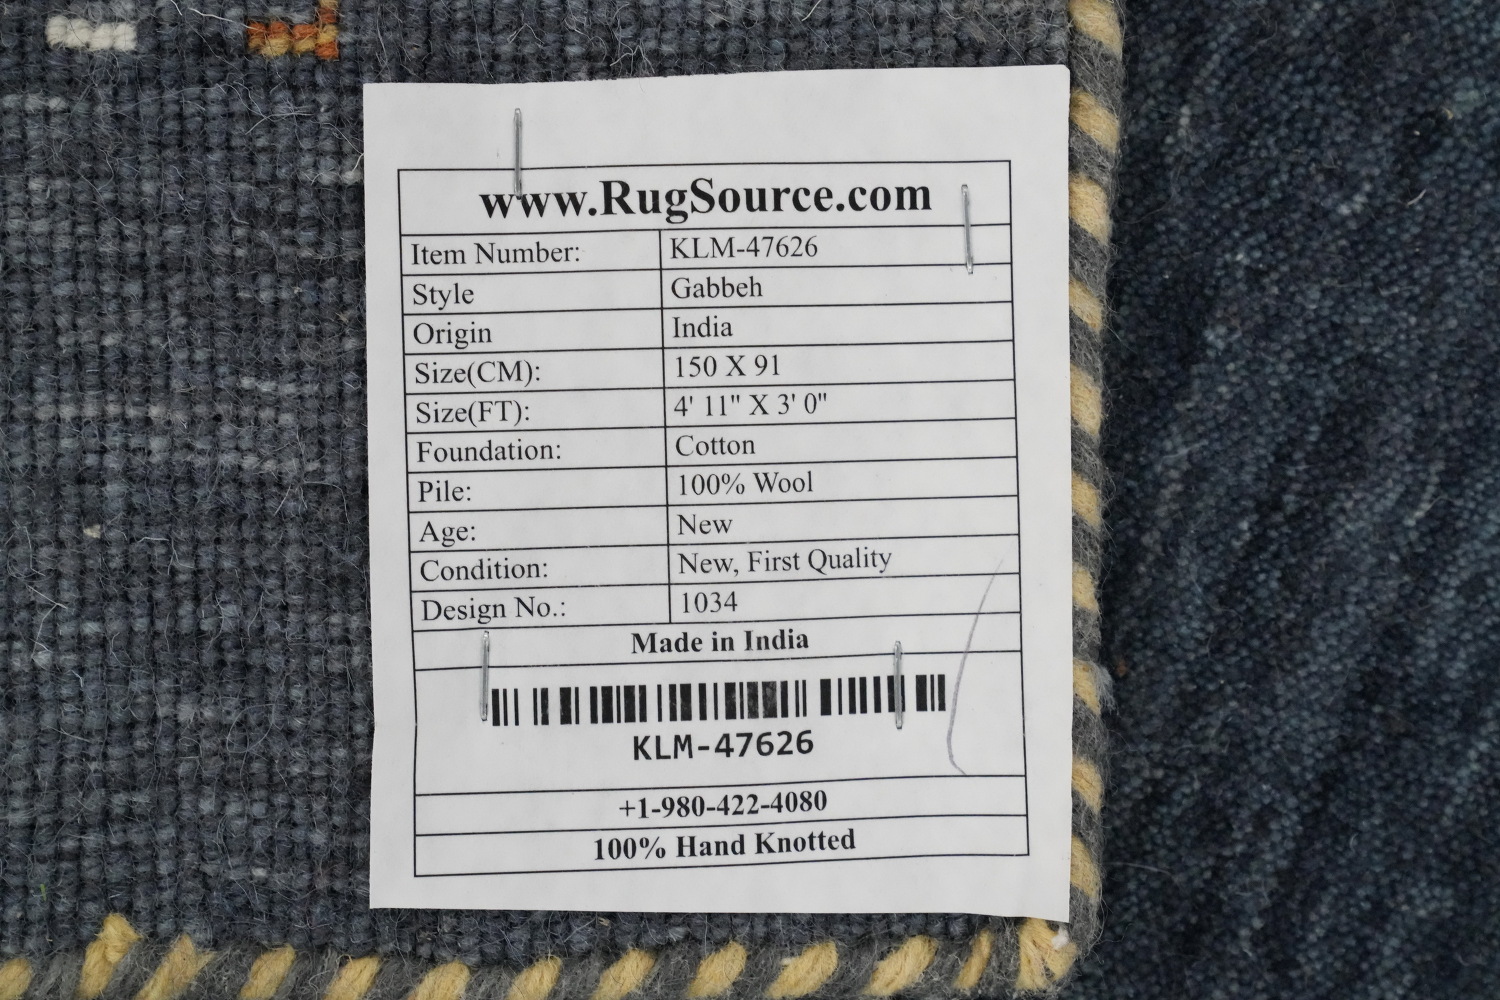 www.RugSource.com
Item Number: KLM-47626
Style Gabbeh
Origin India
Size(CM): 150 X 91
Size(FT): 4' 11" X 3' 0"
Foundation: Cotton
Pile: 100% Wool
Age: New
Condition: New, First Quality
Design No.: 1034
Made in India
KLM-47626
+1-980-422-4080
100% Hand Knotted